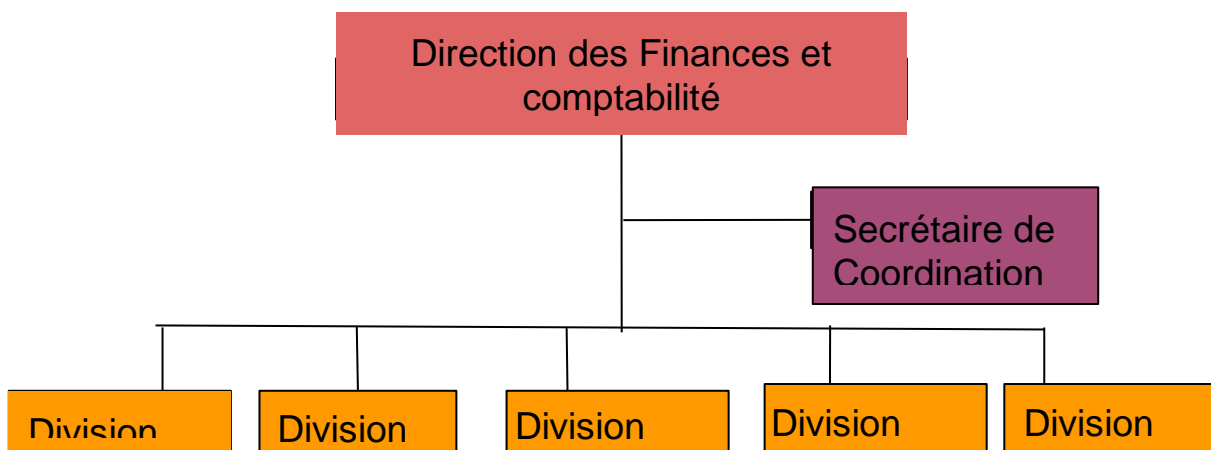 Direction des Finances et
comptabilité
Secrétaire de
Coordination
Division
Division
Division
Division
Division